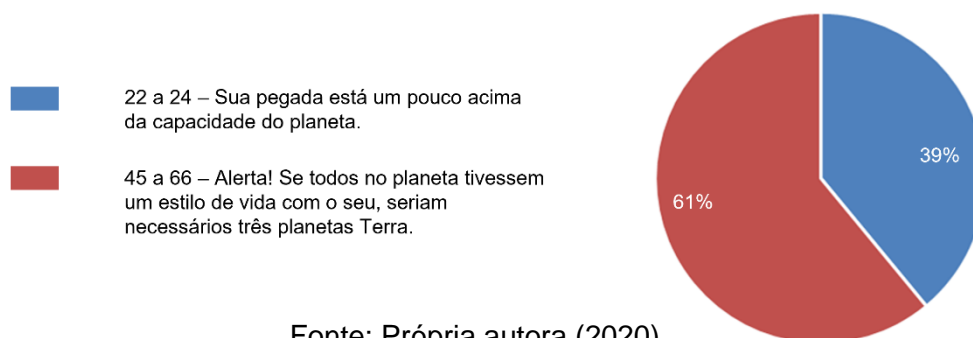 22 a 24 – Sua pegada está um pouco acima
da capacidade do planeta.
45 a 66 – Alerta! Se todos no planeta tivessem
um estilo de vida com o seu, seriam
necessários três planetas Terra.
39%
61%
Fonte: Própria autora (2020)